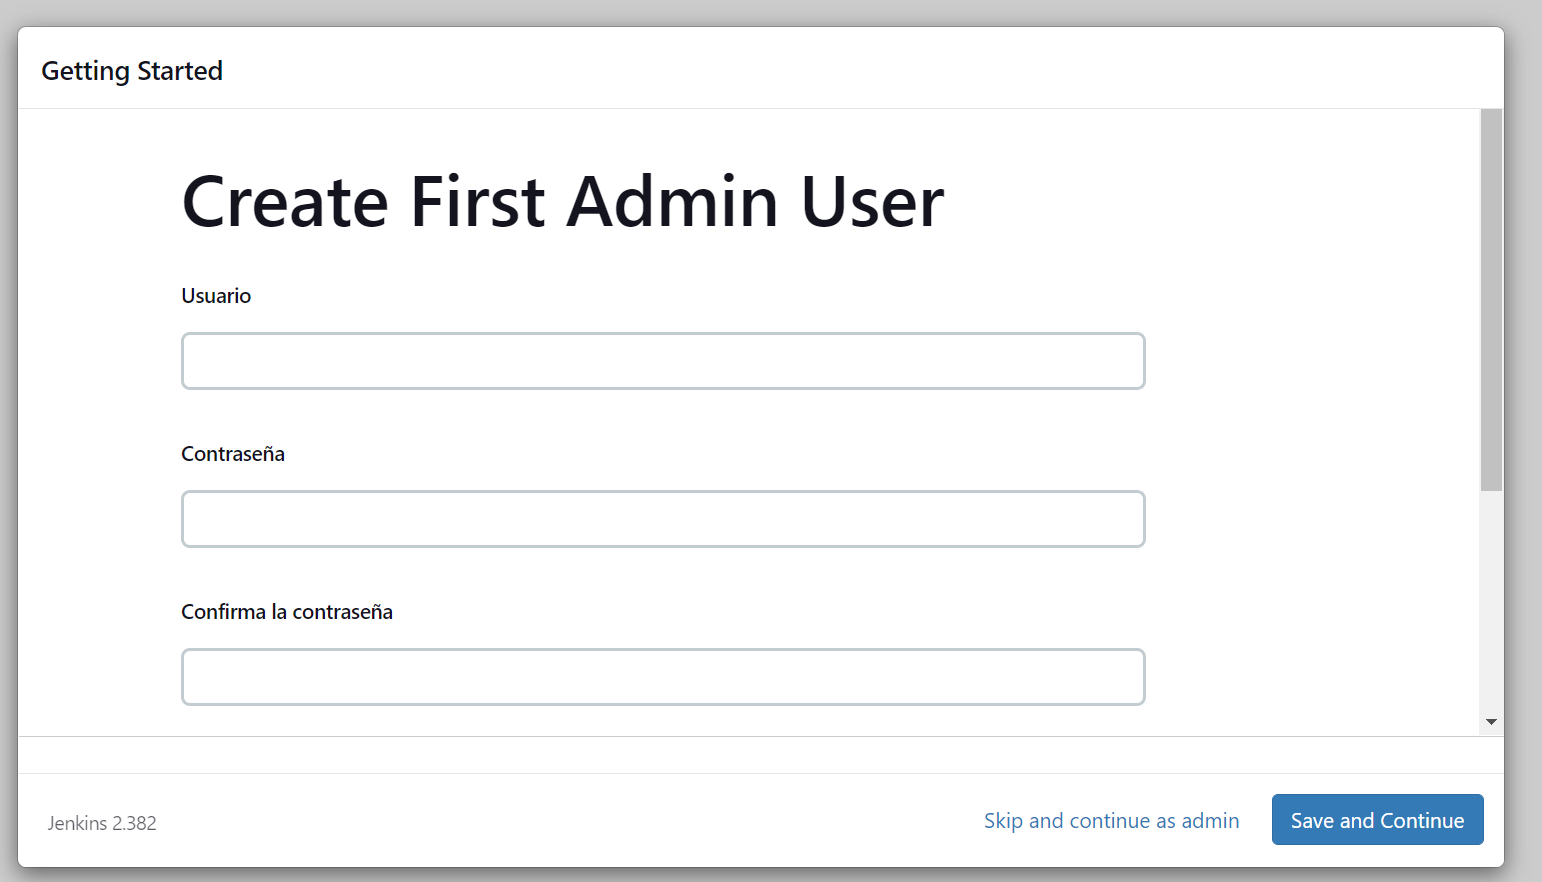 Getting Started
Create First Admin User
Usuario
Contraseña
Confirma la contraseña
Jenkins 2.382
Skip and continue as admin
Save and Continue